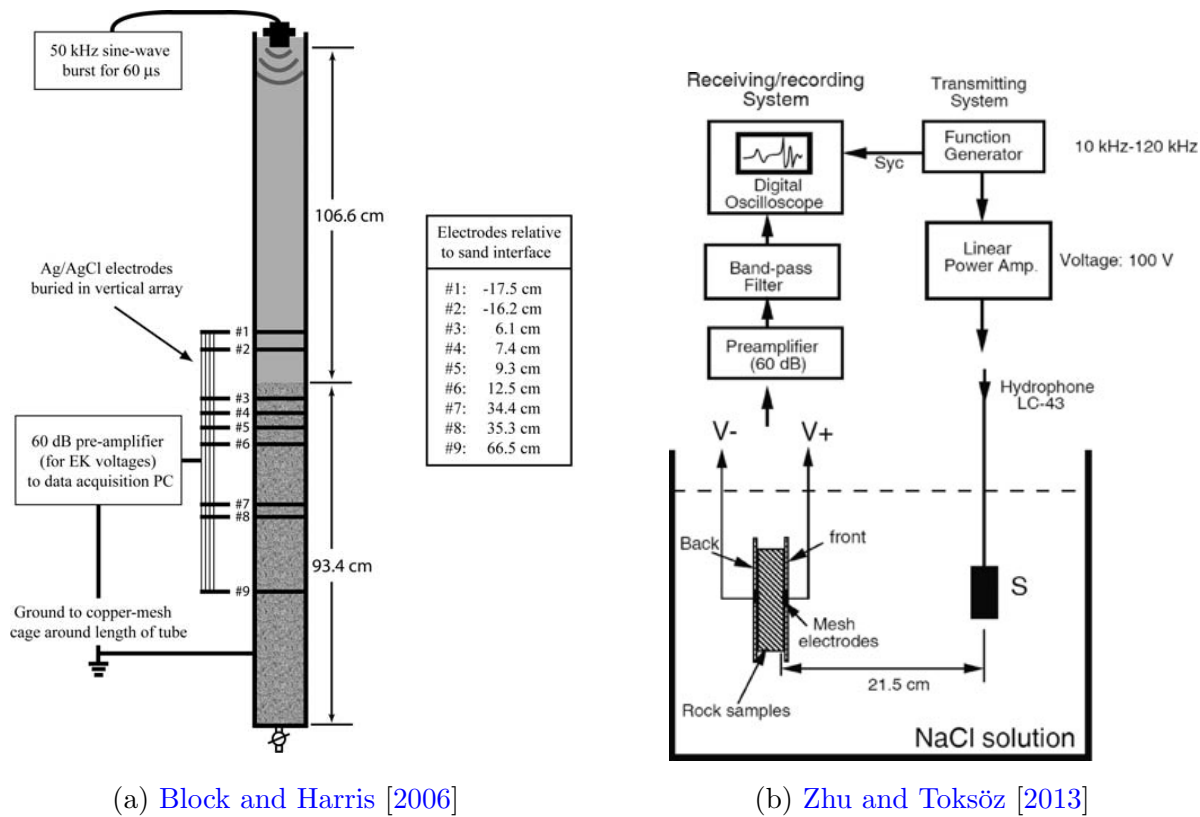 50 kHz sine-wave
burst for 60 μs
106.6 cm
Ag/AgCl electrodes
buried in vertical array
#1
#2
#3
#4
#5
#6
#7
#8
#9
60 dB pre-amplifier
(for EK voltages)
to data acquisition PC
93.4 cm
Ground to copper-mesh
cage around length of tube
Electrodes relative
to sand interface
#1: -17.5 cm
#2: -16.2 cm
#3: 6.1 cm
#4: 7.4 cm
#5: 9.3 cm
#6: 12.5 cm
#7: 34.4 cm
#8: 35.3 cm
#9: 66.5 cm
(a) Block and Harris [2006]
Receiving/recording
System
Transmitting
System
Digital
Oscilloscope
Syc
Function
Generator
10 kHz-120 kHz
Band-pass
Filter
Linear
Power Amp.
Voltage: 100 V
Preamplifier
(60 dB)
Hydrophone
LC-43
V-
V+
Back
front
S
Mesh
electrodes
21.5 cm
Rock samples
NaCl solution
(b) Zhu and Toksöz [2013]